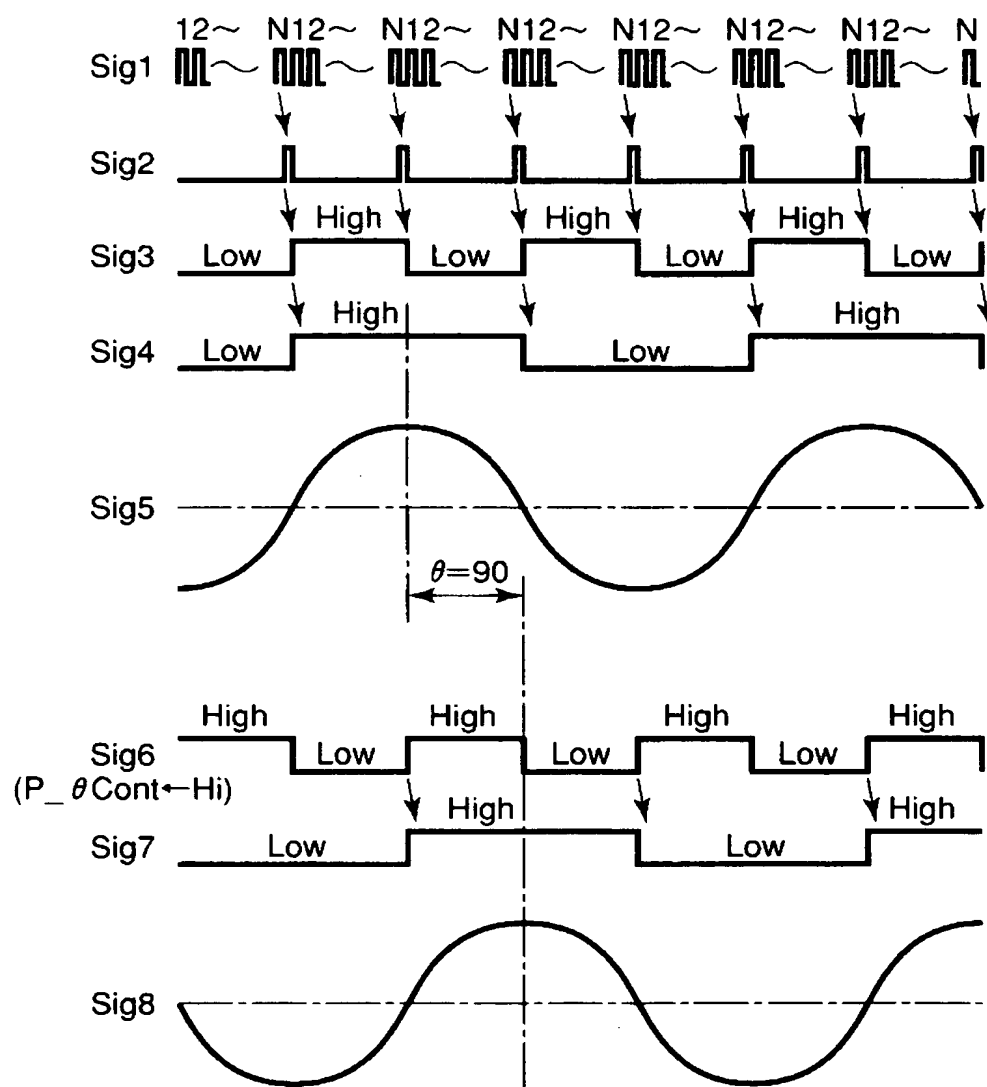 12～ N12～ N12～ N12～ N12～ N12～ N12～ N
Sig1
Sig2
High High High
Sig3 Low Low Low Low
High High
Sig4 Low Low
Sig5
θ=90
High High High High
Sig6 Low Low Low
(P_θCont←Hi)
High High
Sig7 Low Low
Sig8